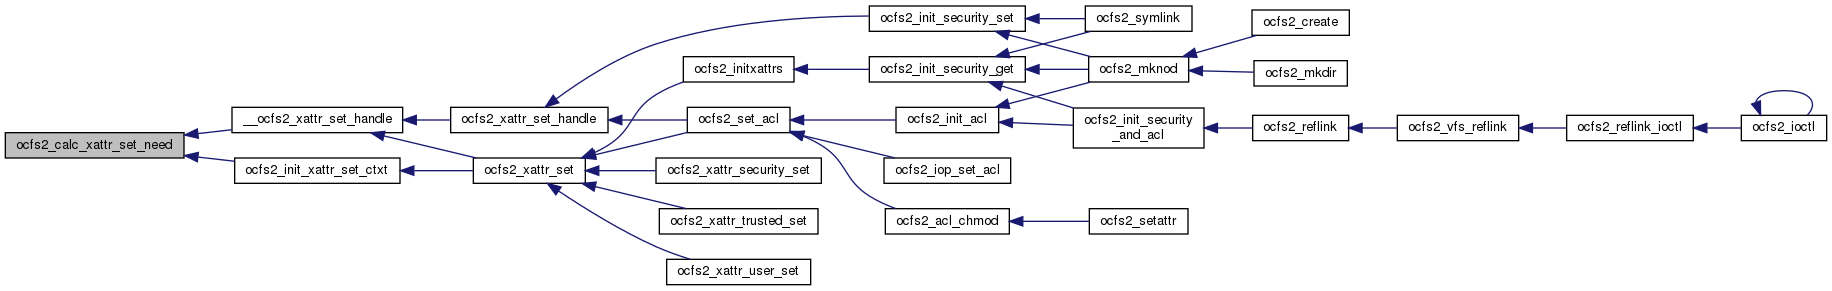 ocfs2_calc_xattr_set_need
__ocfs2_xattr_set_handle
ocfs2_init_xattr_set_ctxt
ocfs2_xattr_set_handle
ocfs2_xattr_set
ocfs2_initxattrs
ocfs2_set_acl
ocfs2_xattr_security_set
ocfs2_xattr_trusted_set
ocfs2_xattr_user_set
ocfs2_init_security_set
ocfs2_init_security_get
ocfs2_init_acl
ocfs2_iop_set_acl
ocfs2_acl_chmod
ocfs2_symlink
ocfs2_mknod
ocfs2_init_security
_and_acl
ocfs2_setattr
ocfs2_create
ocfs2_mkdir
ocfs2_reflink
ocfs2_vfs_reflink
ocfs2_reflink_ioctl
ocfs2_ioctl